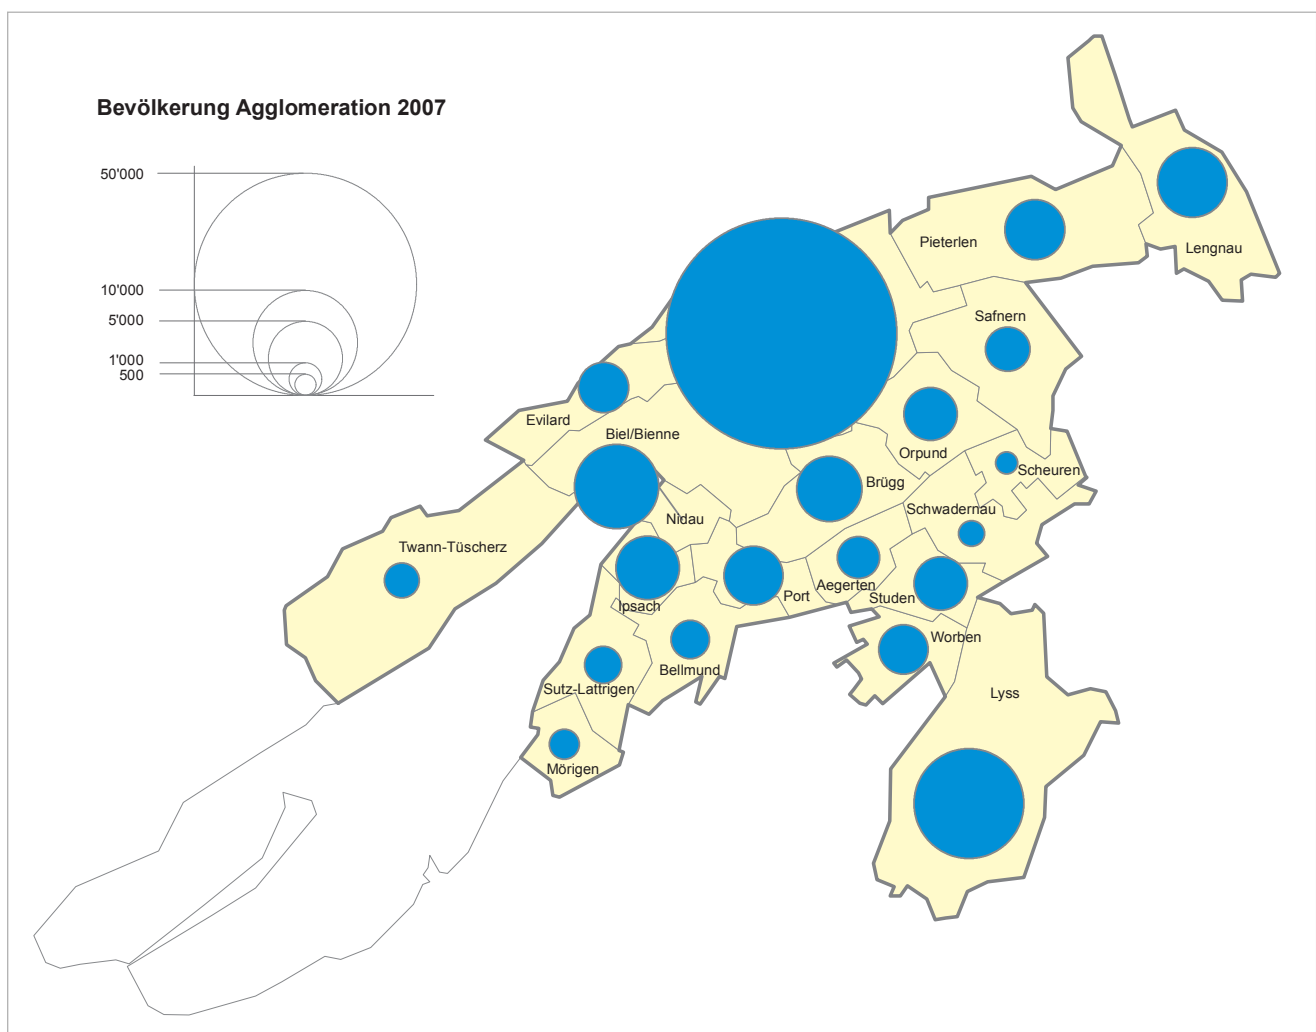 Bevölkerung Agglomeration 2007
50'000
10'000
5'000
1'000
500
Pieterlen
Lengnau
Safnern
Evilard
Biel/Bienne
Orpund
Scheuren
Brügg
Schwadernau
Nidau
Twann-Tüscherz
Aegerten
Port
Studen
Ipsach
Worben
Bellmund
Sutz-Lattrigen
Lyss
Mörigen